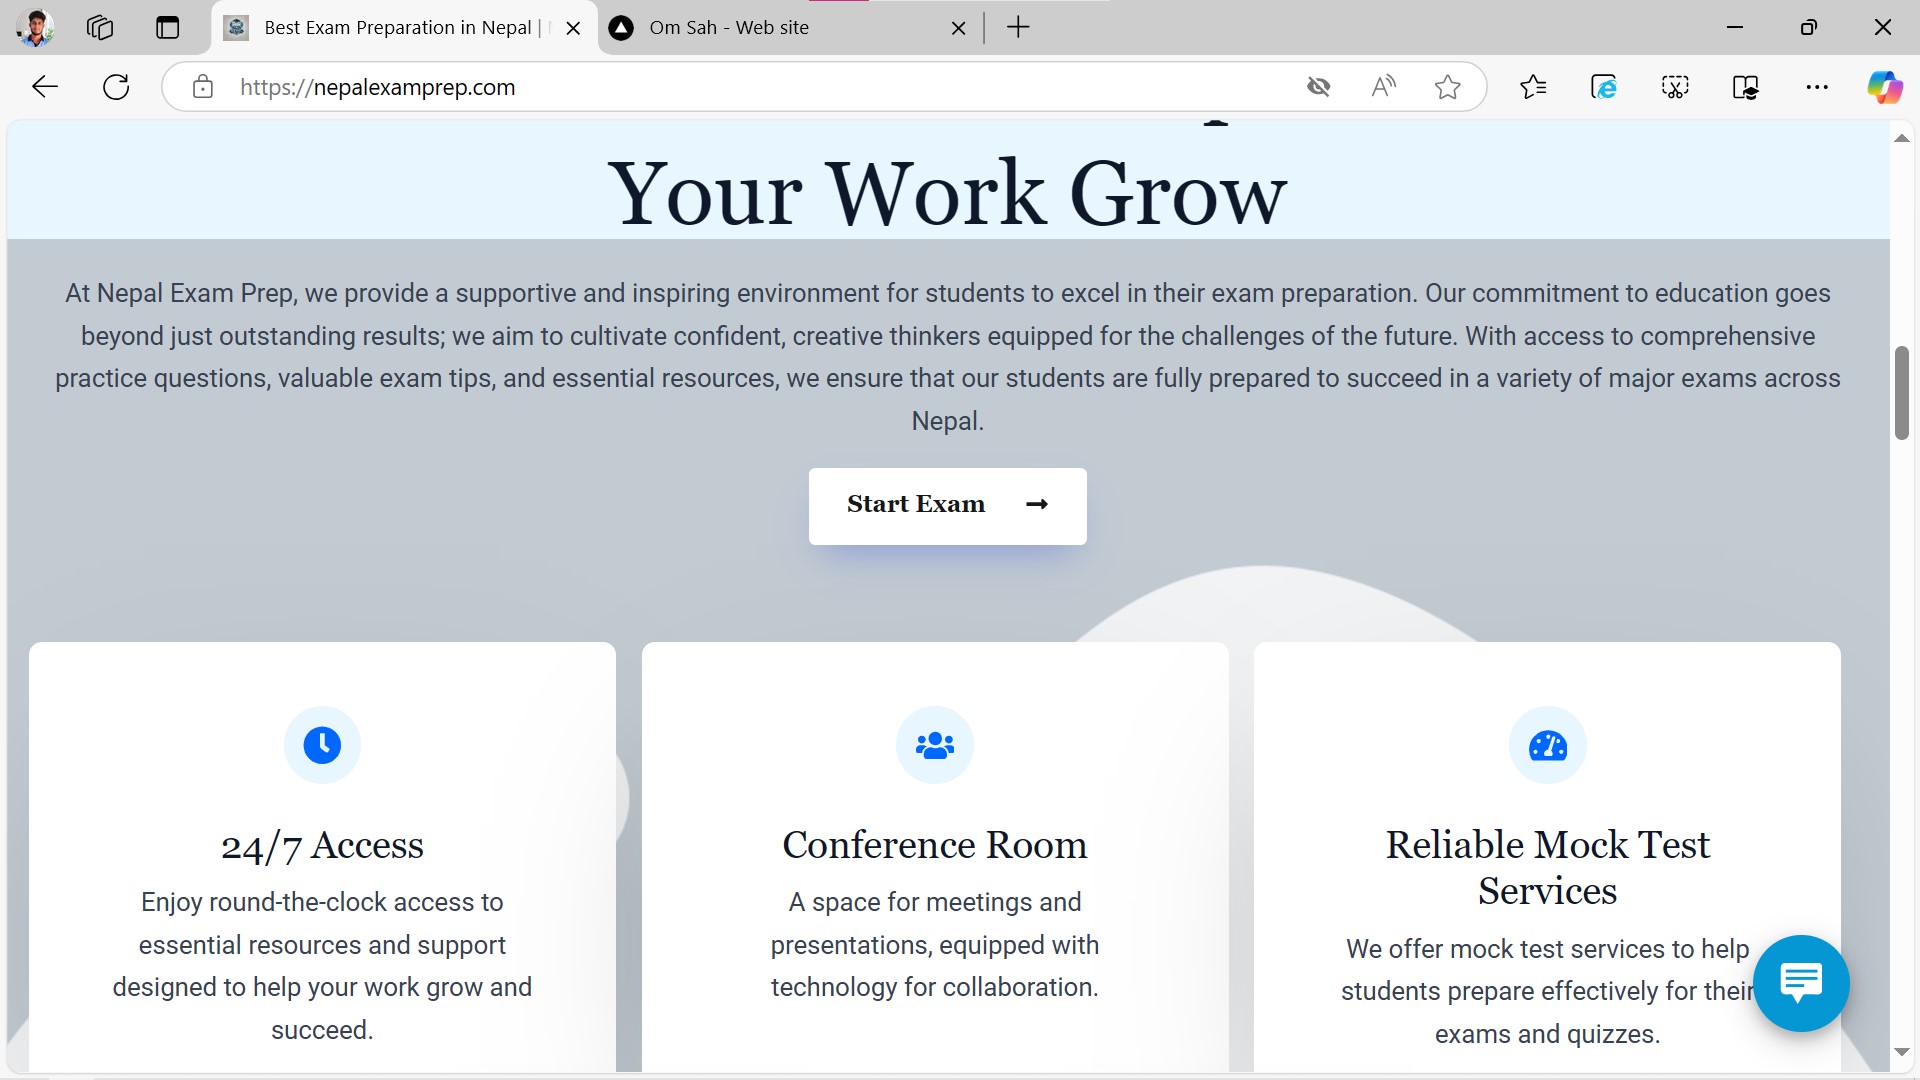 Best Exam Preparation in Nepal |
Om Sah - Web site
https://nepalexamprep.com
Your Work Grow
At Nepal Exam Prep, we provide a supportive and inspiring environment for students to excel in their exam preparation. Our commitment to education goes
beyond just outstanding results; we aim to cultivate confident, creative thinkers equipped for the challenges of the future. With access to comprehensive
practice questions, valuable exam tips, and essential resources, we ensure that our students are fully prepared to succeed in a variety of major exams across
Nepal.
Start Exam
24/7 Access
Enjoy round-the-clock access to
essential resources and support
designed to help your work grow and
succeed.
Conference Room
A space for meetings and
presentations, equipped with
technology for collaboration.
Reliable Mock Test
Services
We offer mock test services to help
students prepare effectively for their
exams and quizzes.